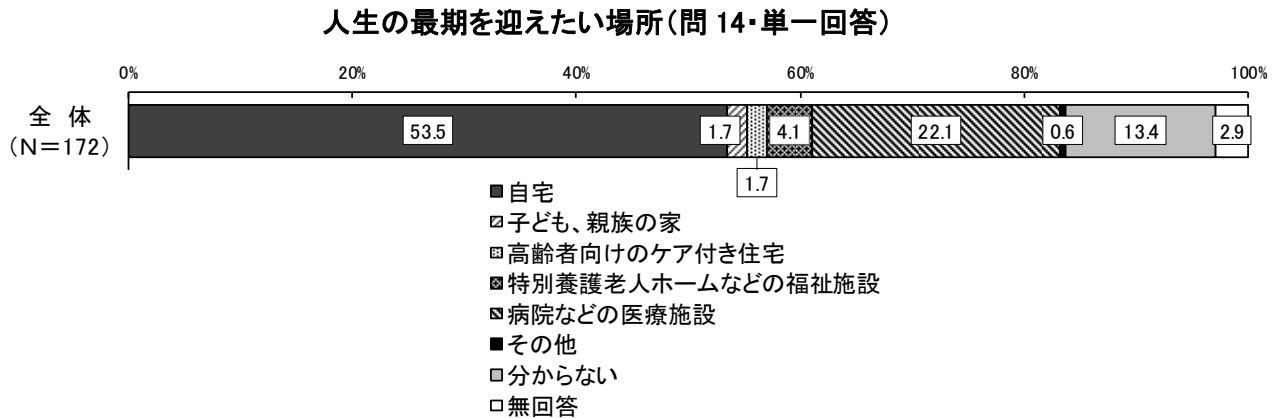 人生の最期を迎えたい場所(問14・単一回答)
0% 20% 40% 60% 80% 100%
全 体
(N=172)
53.5 1.7 4.1 22.1 0.6 13.4 2.9
1.7
自宅
子ども、親族の家
高齢者向けのケア付き住宅
特別養護老人ホームなどの福祉施設
病院などの医療施設
その他
分からない
無回答